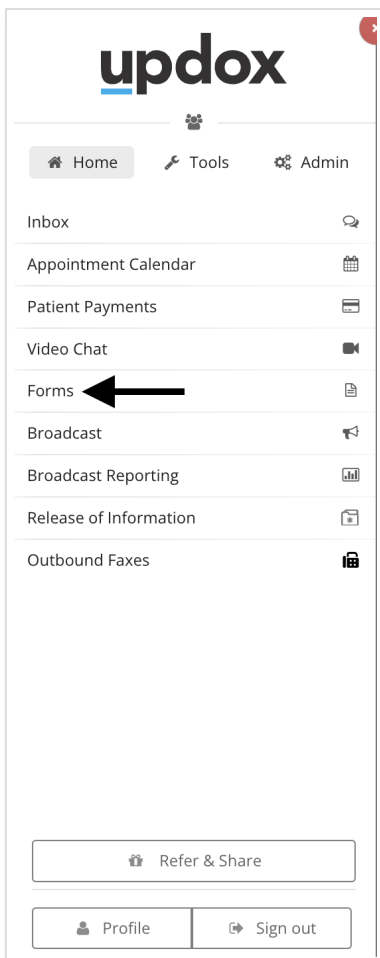 updox
Home Tools Admin
Inbox
Appointment Calendar
Patient Payments
Video Chat
Forms
Broadcast
Broadcast Reporting
Release of Information
Outbound Faxes
Refer & Share
Profile Sign out